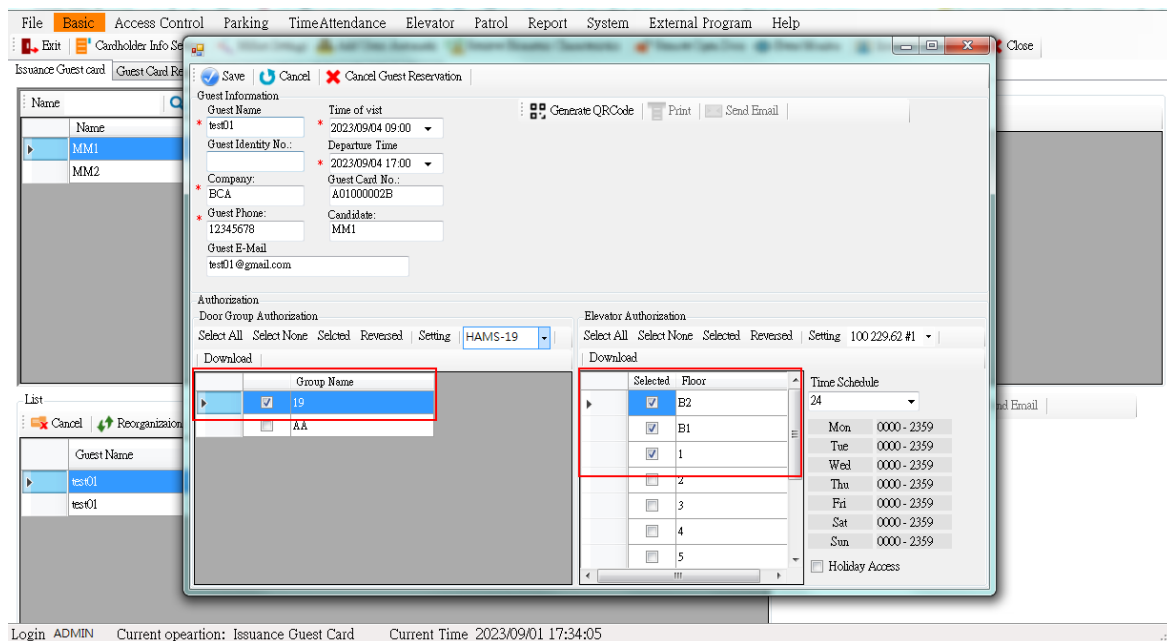 File Basic Access Control Parking TimeAttendance Elevator Patrol Report System External Program Help
Exit Cardholder Info Se
Close
Issuance Guest card Guest Card Re
Save Cancel Cancel Guest Reservation
Guest Information
Guest Name Time of vist
Generate QRCode Print Send Email
* test01 * 2023/09/04 09:00
Guest Identity No.: Departure Time
* 2023/09/04 17:00
Company: Guest Card No.:
* BCA A01000002B
* Guest Phone: Candidate:
12345678 MM1
Guest E-Mail
test01@gmail.com
Name
Name
MM1
MM2
Authorization
Door Group Authorization
Select All Select None Selcted Reversed Setting HAMS-19
Download
Group Name
19
AA
Elevator Authorization
Select All Select None Selected Reversed Setting 100 229.62 #1
Download
Selected Floor
B2
B1
1
2
3
4
5
Time Schedule
24
Mon 0000 - 2359
Tue 0000 - 2359
Wed 0000 - 2359
Thu 0000 - 2359
Fri 0000 - 2359
Sat 0000 - 2359
Sun 0000 - 2359
Holiday Access
List
Cancel Reorganizaion
nd Email
Guest Name
test01
test01
Login ADMIN Current opeartion: Issuance Guest Card Current Time 2023/09/01 17:34:05